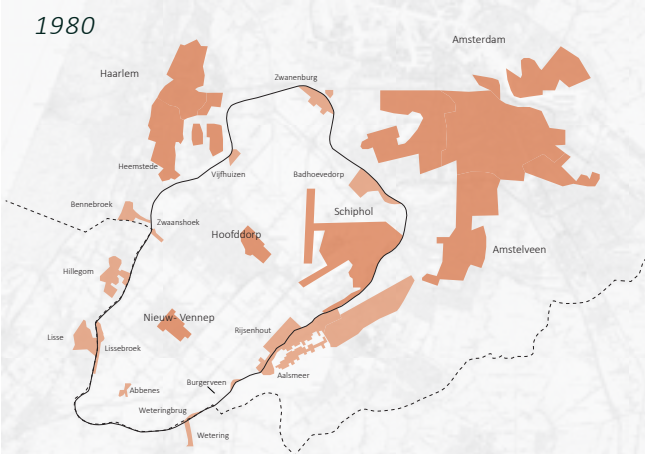 1980
Amsterdam
Haarlem
Zwanenburg
Heemstede
Vijfhuizen
Badhoevedorp
Bennebroek
Schiphol
Zwaanshoek
Hoofddorp
Amstelveen
Hillegom
Nieuw- Vennep
Rijsenhout
Lisse
Lissebroek
Aalsmeer
Burgerveen
Abbenes
Weteringbrug
Wetering